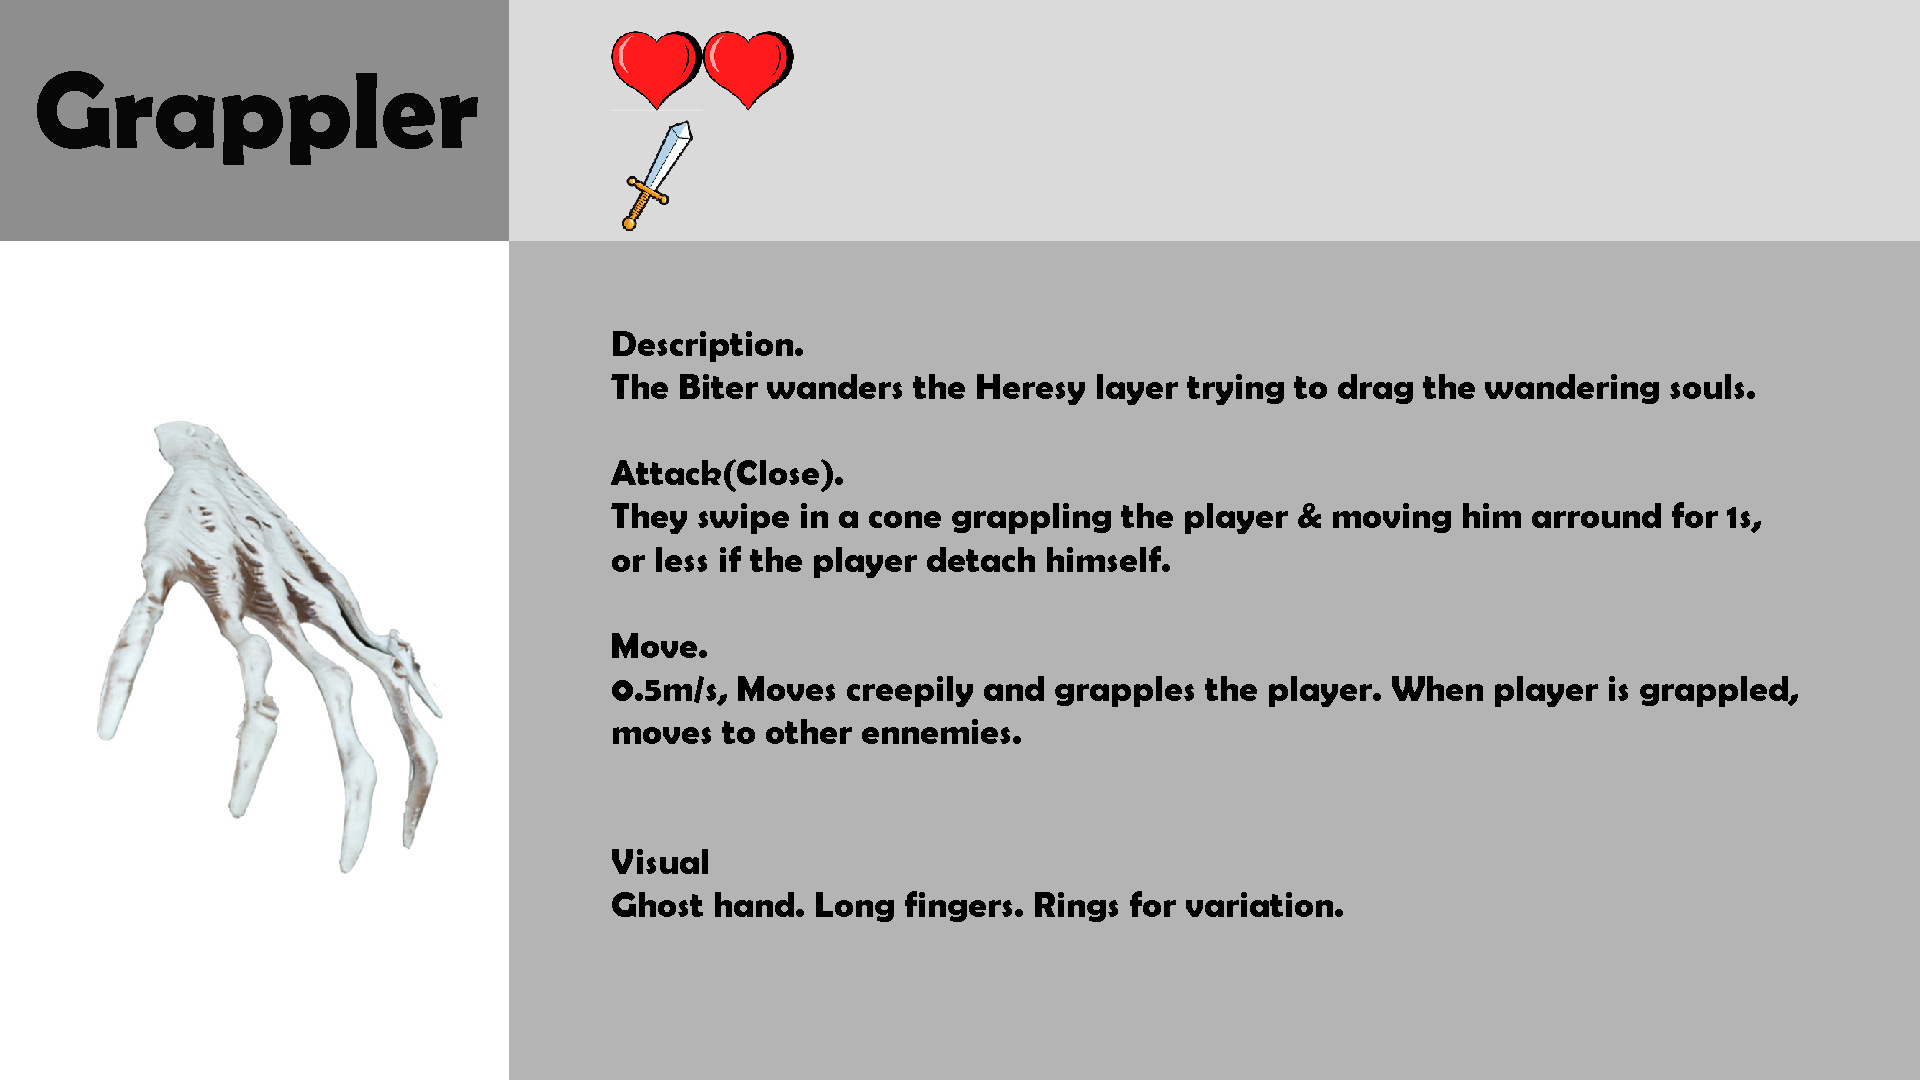 Grappler
Description.
The Biter wanders the Heresy layer trying to drag the wandering souls.
Attack(Close).
They swipe in a cone grappling the player & moving him arround for 1s,
or less if the player detach himself.
Move.
0.5m/s, Moves creepily and grapples the player. When player is grappled,
moves to other ennemies.
Visual
Ghost hand. Long fingers. Rings for variation.